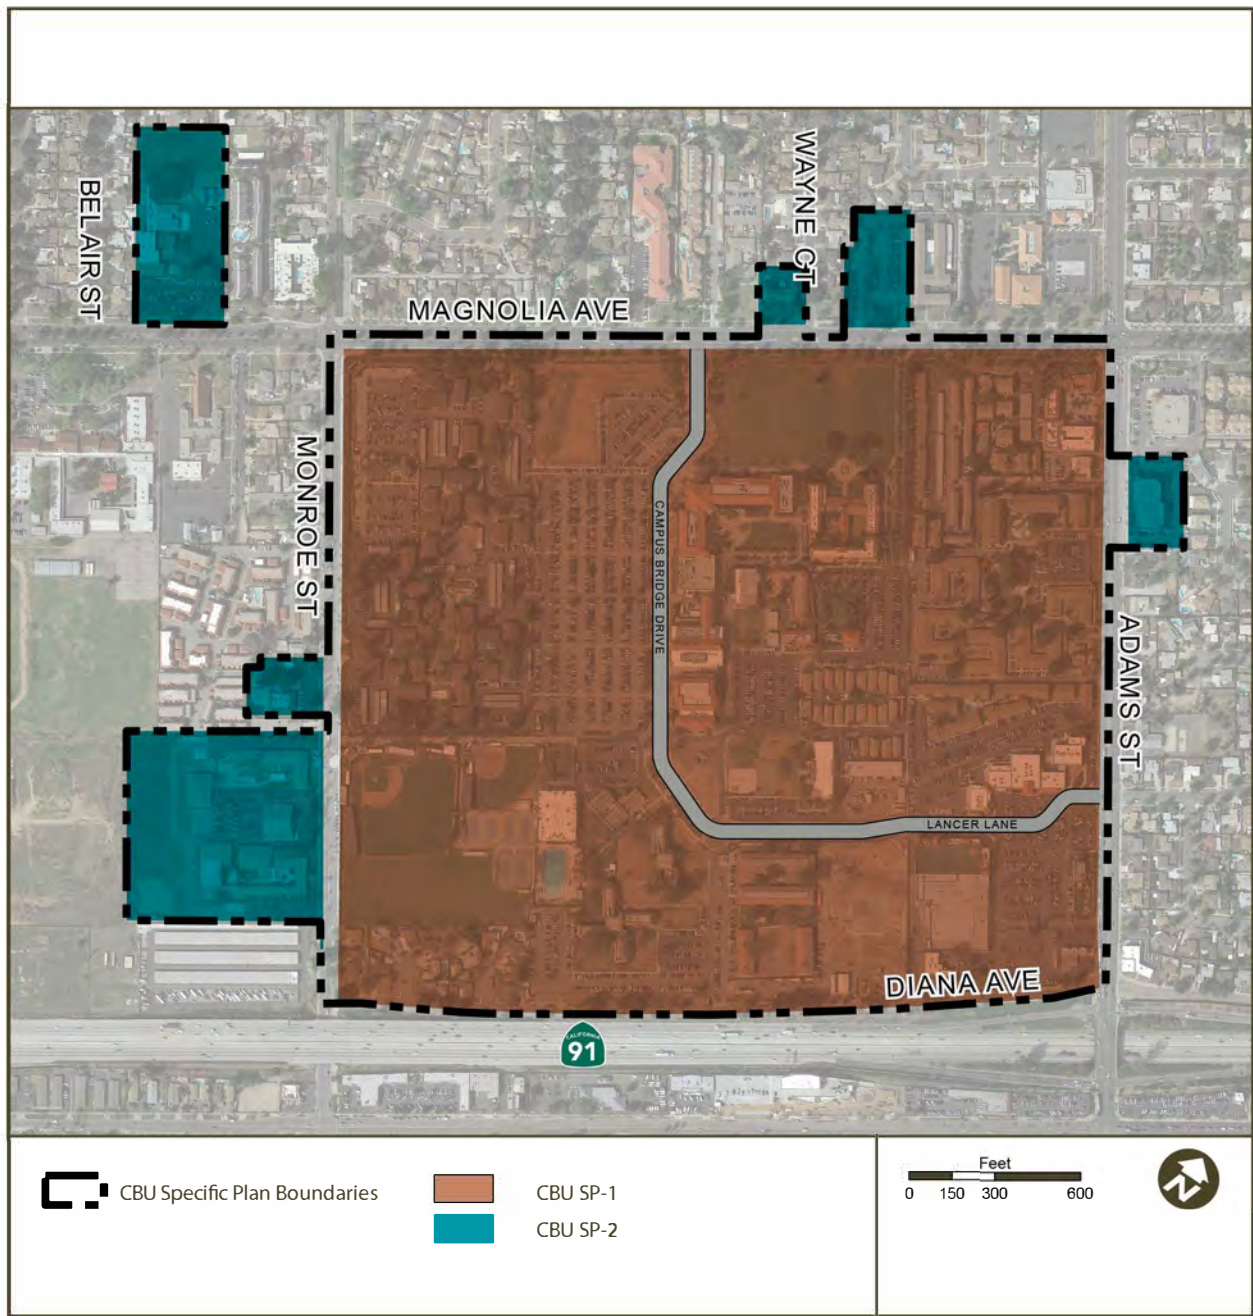 BELAIR ST
WAYNE CT
MAGNOLIA AVE
MONROE ST
CAMPUS BRIDGE DRIVE
ADAMS ST
LANCER LANE
DIANA AVE
CALIFORNIA
91
CBU Specific Plan Boundaries
CBU SP-1
CBU SP-2
Feet
0 150 300 600
N